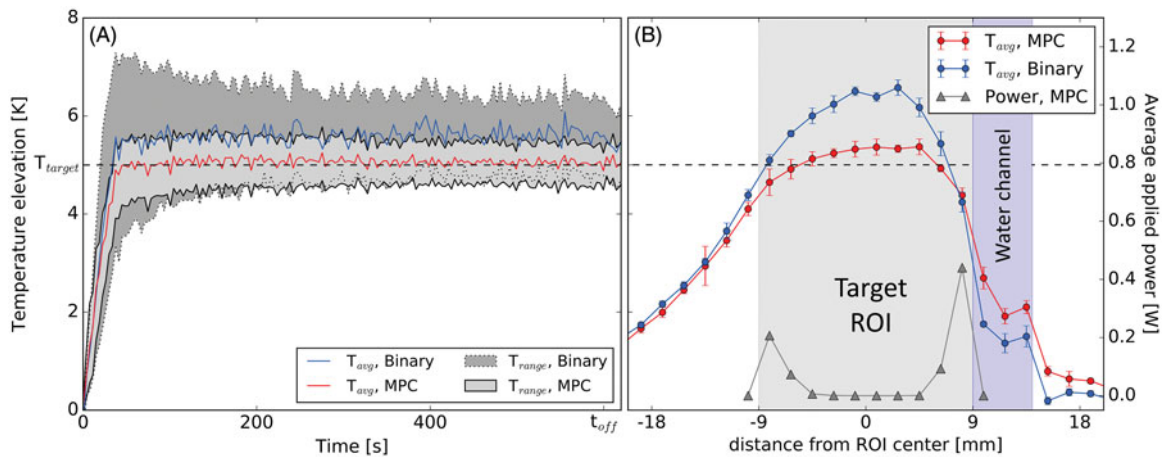 (A)
8
6
4
2
0
T_target
Temperature elevation [K]
0
200
400
t_off
Time [s]
T_avg, Binary
T_avg, MPC
T_range, Binary
T_range, MPC
(B)
T_avg, MPC
T_avg, Binary
Power, MPC
Target
ROI
Water channel
1.2
1.0
0.8
0.6
0.4
0.2
0.0
Average applied power [W]
-18
-9
0
9
18
distance from ROI center [mm]